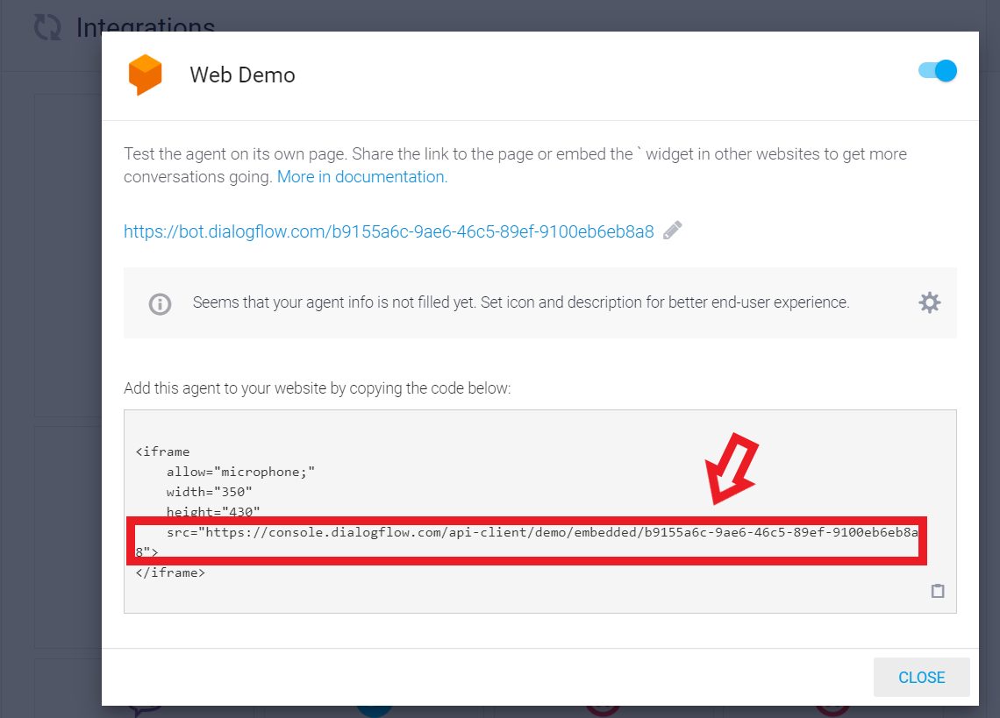 Integrations
Web Demo
Test the agent on its own page. Share the link to the page or embed the ` widget in other websites to get more
conversations going. More in documentation.
https://bot.dialogflow.com/b9155a6c-9ae6-46c5-89ef-9100eb6eb8a8
Seems that your agent info is not filled yet. Set icon and description for better end-user experience.
Add this agent to your website by copying the code below:
<iframe
allow="microphone;"
width="350"
height="430"
src="https://console.dialogflow.com/api-client/demo/embedded/b9155a6c-9ae6-46c5-89ef-9100eb6eb8a
8">
</iframe>
CLOSE